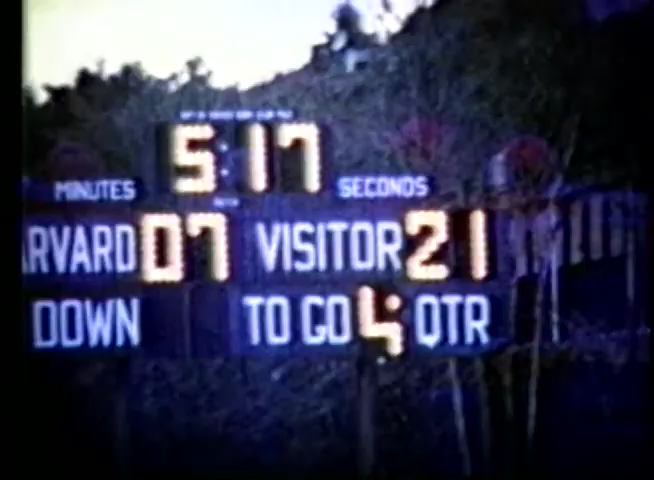 5:17
MINUTES SECONDS
ARVARD 07 VISITOR 21
DOWN TO GO 4 QTR